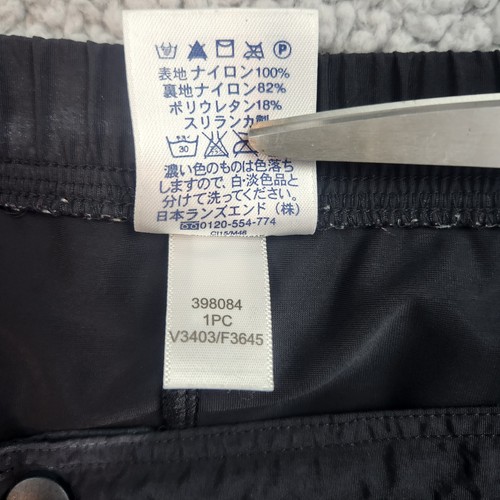 表地 ナイロン100%
裏地 ナイロン82%
ポリウレタン18%
スリランカ製
30
濃い色のものは色落ち
しますので、白・淡色品と
分けて洗ってください。
日本ランズエンド(株)
0120-554-774
398084
1PC
V3403/F3645